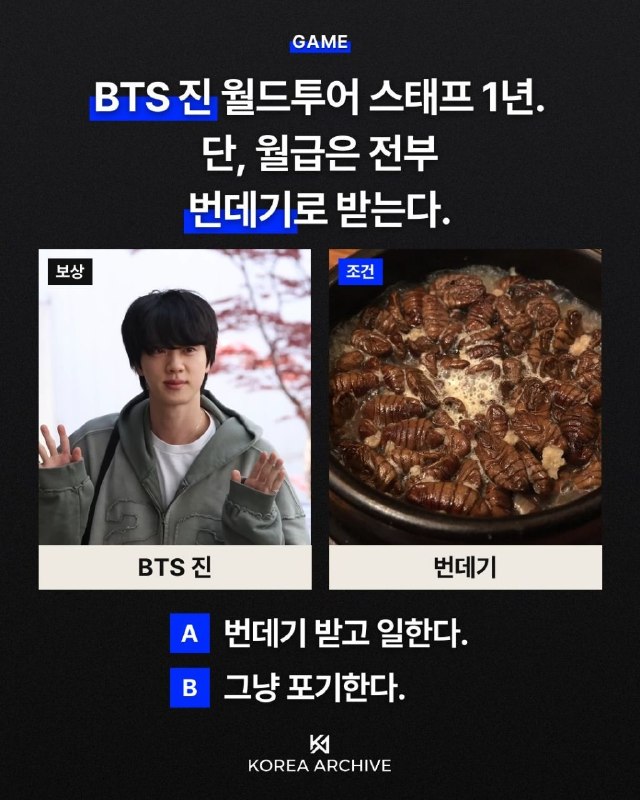 GAME
BTS 진 월드투어 스태프 1년.
단, 월급은 전부
번데기로 받는다.
보상
조건
BTS 진
번데기
A 번데기 받고 일한다.
B 그냥 포기한다.
KOREA ARCHIVE